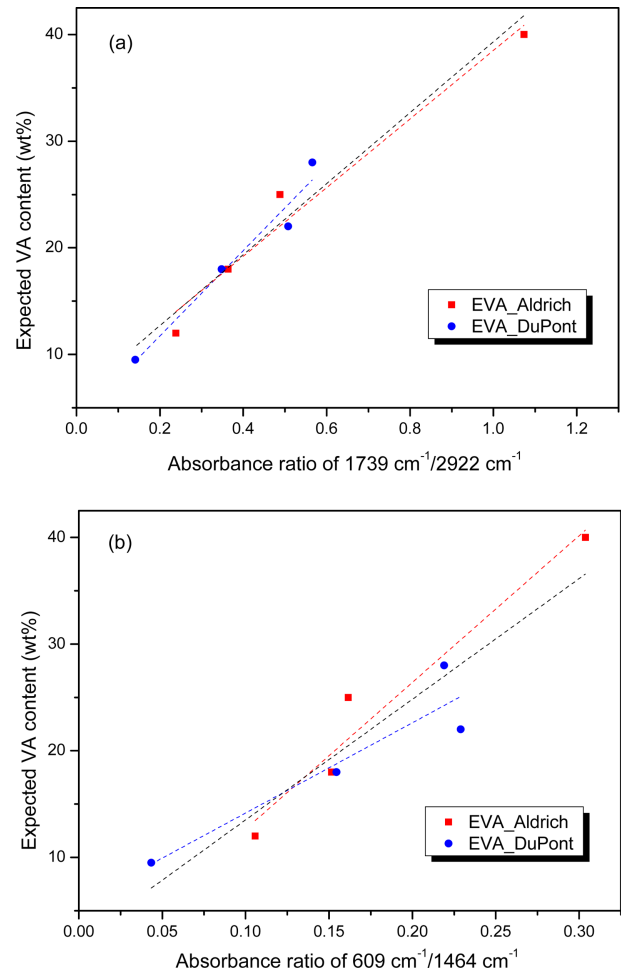 (a)
40
30
20
10
Expected VA content (wt%)
EVA_Aldrich
EVA_DuPont
0.0 0.2 0.4 0.6 0.8 1.0 1.2
Absorbance ratio of 1739 cm⁻¹/2922 cm⁻¹
(b)
40
30
20
10
Expected VA content (wt%)
EVA_Aldrich
EVA_DuPont
0.00 0.05 0.10 0.15 0.20 0.25 0.30
Absorbance ratio of 609 cm⁻¹/1464 cm⁻¹